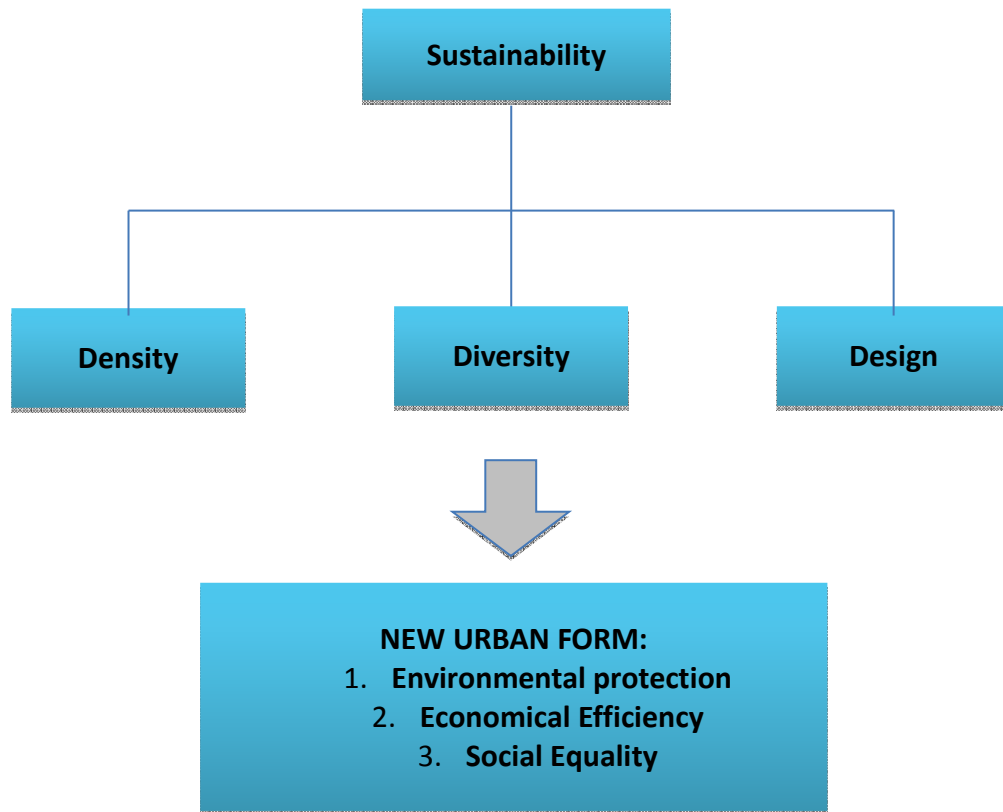 Sustainability
Density
Diversity
Design
NEW URBAN FORM:
1. Environmental protection
2. Economical Efficiency
3. Social Equality